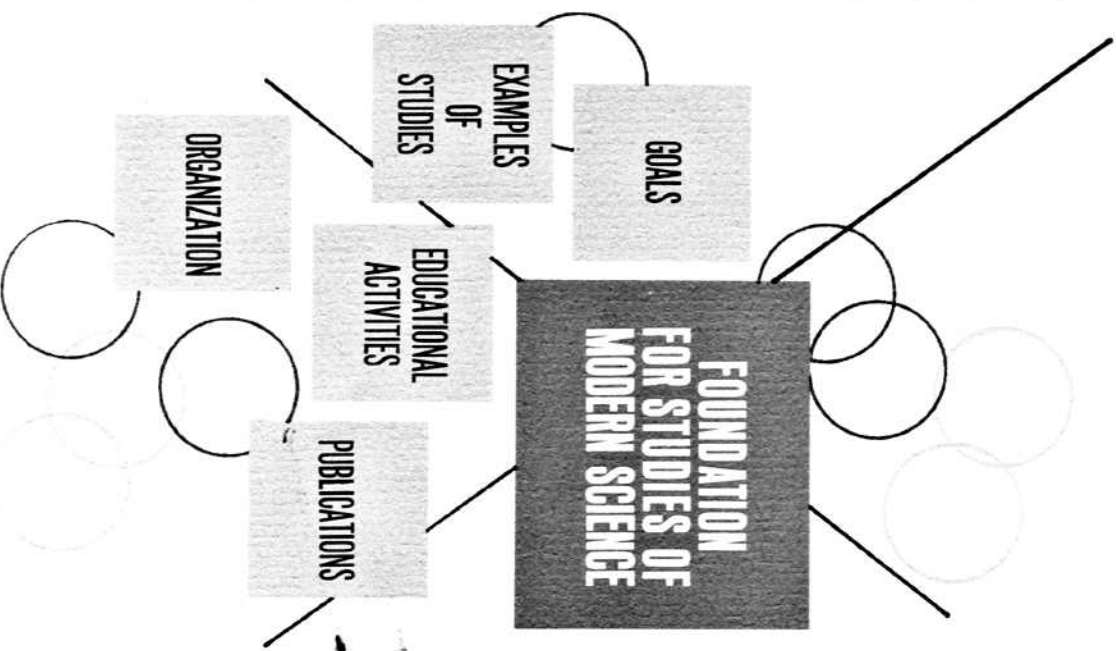 FOUNDATION
FOR STUDIES OF
MODERN SCIENCE
GOALS
EXAMPLES
OF
STUDIES
EDUCATIONAL
ACTIVITIES
ORGANIZATION
PUBLICATIONS